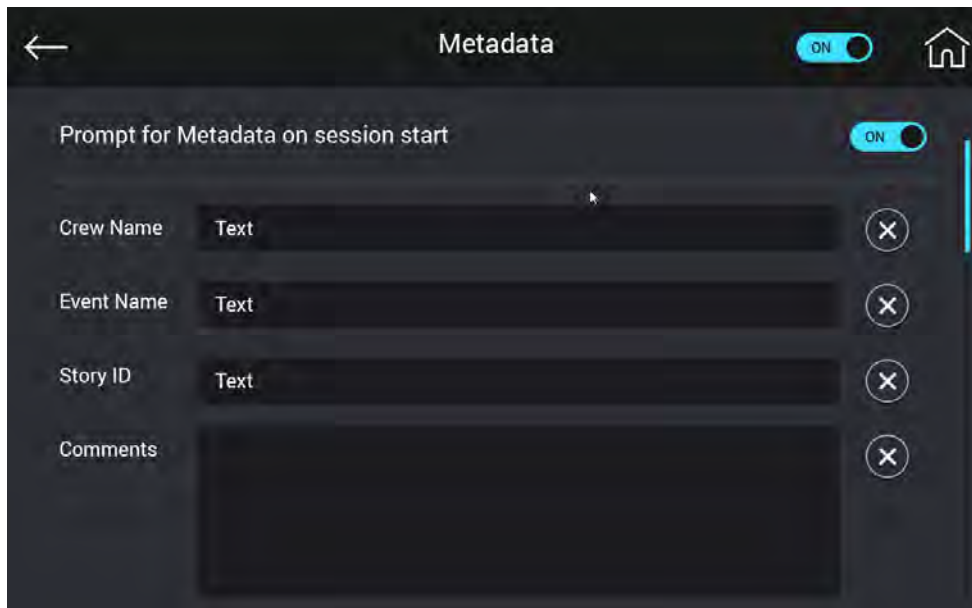 Metadata
ON
Prompt for Metadata on session start
ON
Crew Name
Text
Event Name
Text
Story ID
Text
Comments